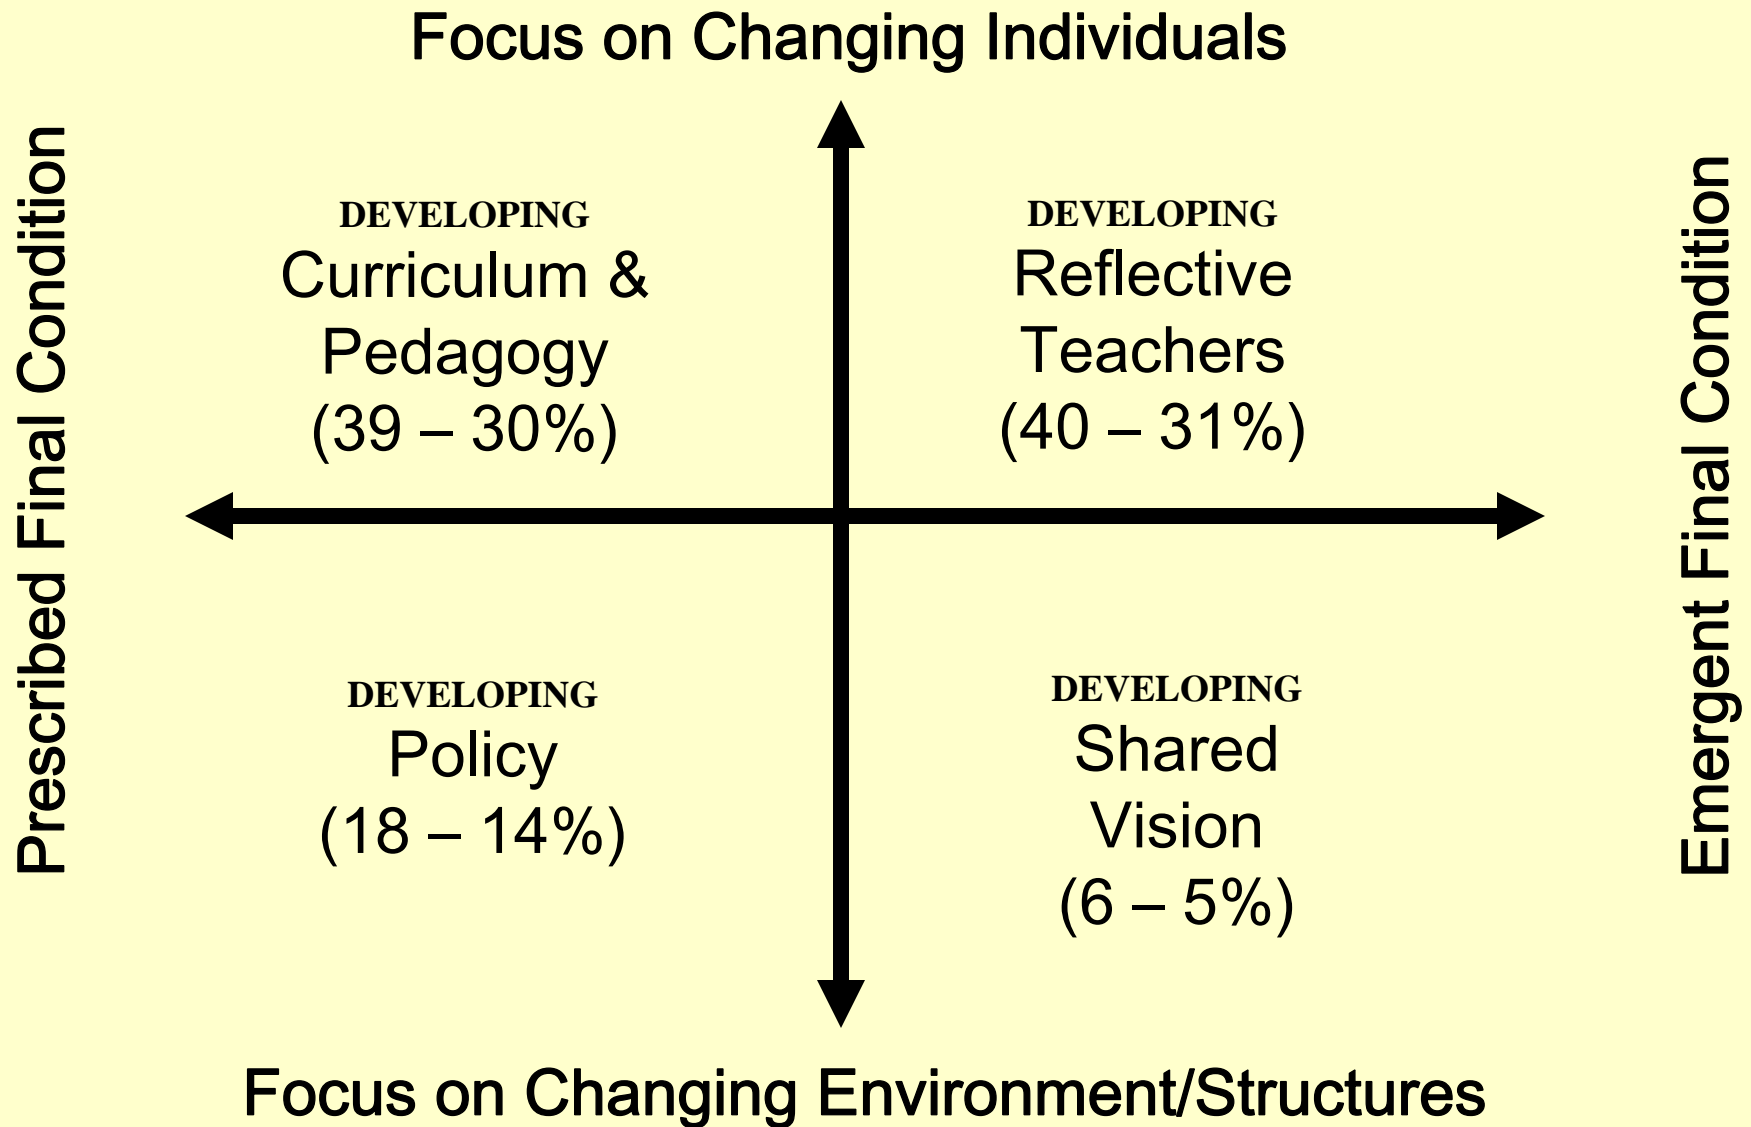 Focus on Changing Individuals
Prescribed Final Condition
DEVELOPING
Curriculum &
Pedagogy
(39 – 30%)
DEVELOPING
Reflective
Teachers
(40 – 31%)
DEVELOPING
Policy
(18 – 14%)
DEVELOPING
Shared
Vision
(6 – 5%)
Emergent Final Condition
Focus on Changing Environment/Structures